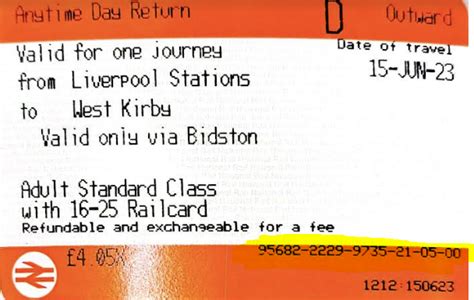 Anytime Day Return D Outward
Valid for one journey Date of travel
from Liverpool Stations 15-JUN-23
to West Kirby
Valid only via Bidston
Adult Standard Class
with 16-25 Railcard
Refundable and exchangeable for a fee
£4.05X 95682-2229-9735-21-05-00
1212 150623